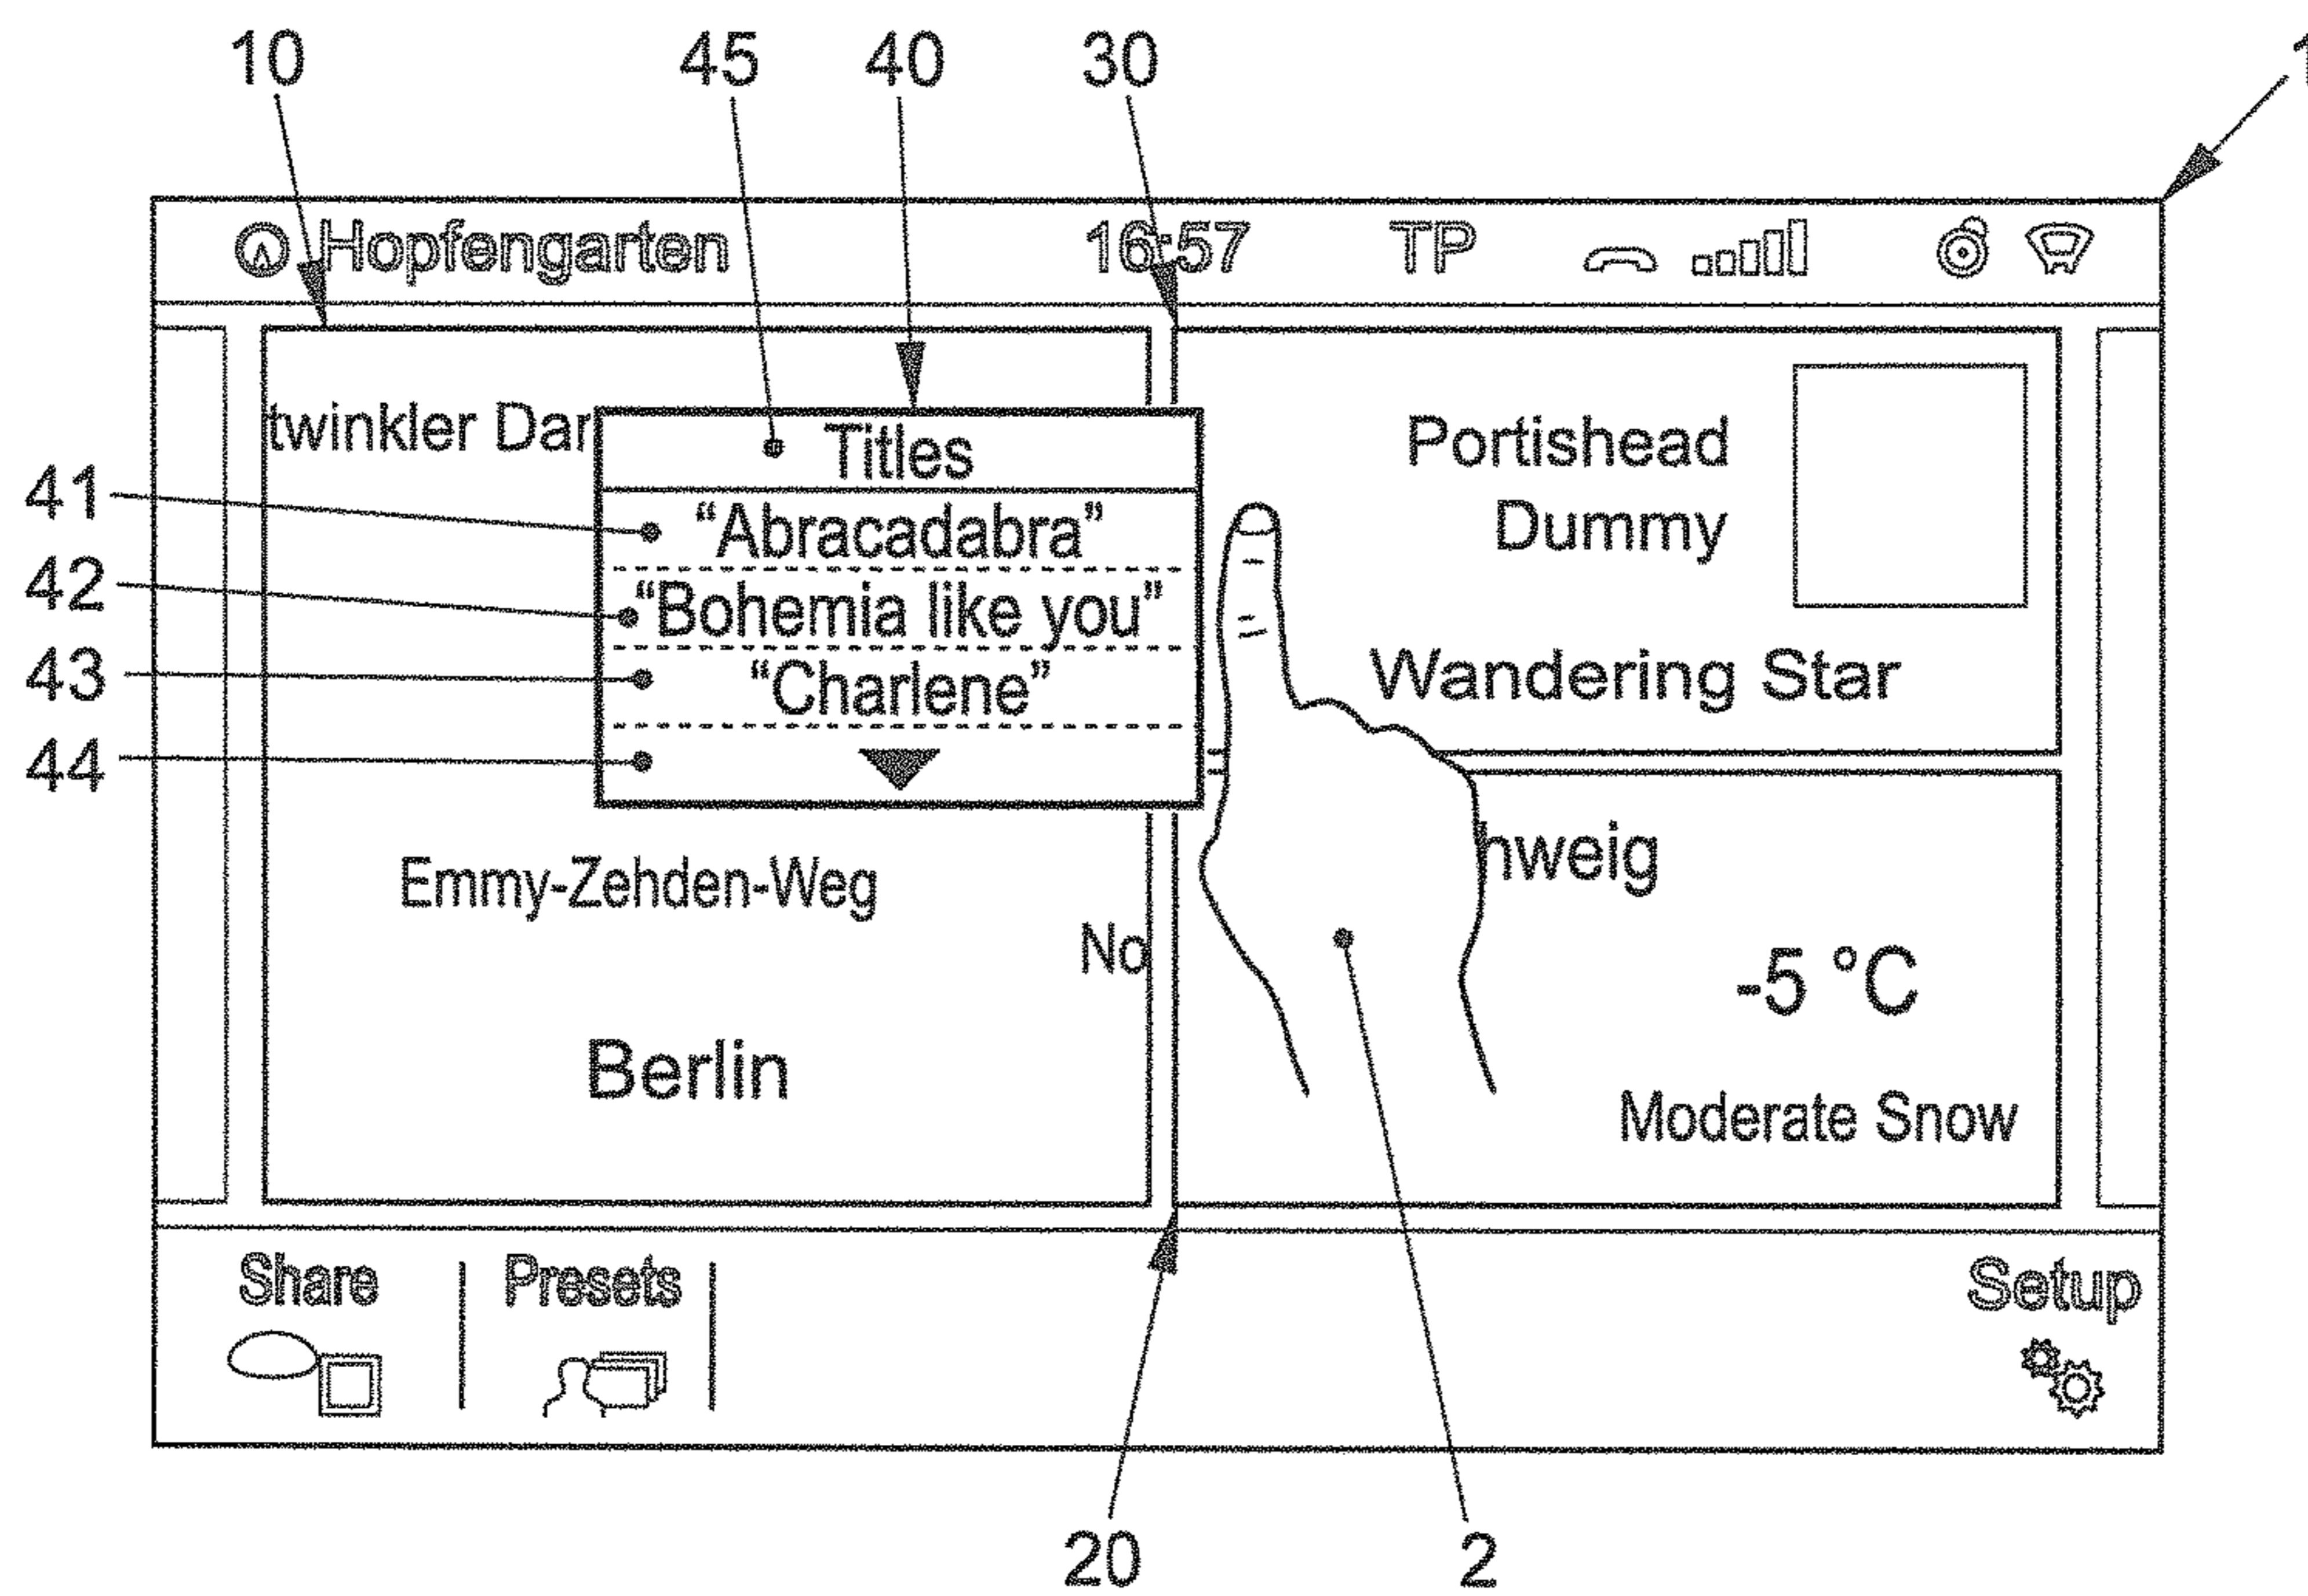 10 45 40 30 1
Hopfengarten 16:57 TP
twinkler Dar
Titles
Portishead
Dummy
41
"Abracadabra"
42
"Bohemia like you"
43
"Charlene"
Wandering Star
44
Emmy-Zehden-Weg
hweig
No
-5 °C
Berlin
Moderate Snow
Share Presets Setup
20 2